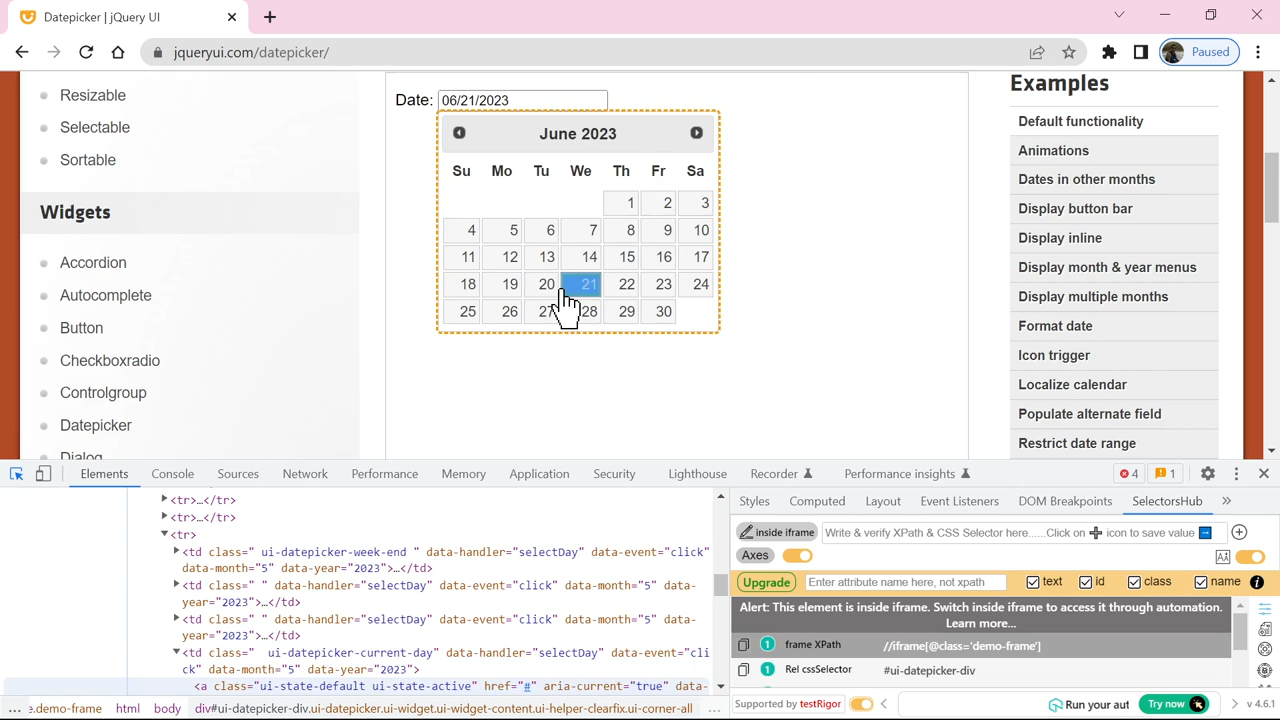 Datepicker | jQuery UI
jqueryui.com/datepicker/
Paused
Resizable
Selectable
Sortable
Widgets
Accordion
Autocomplete
Button
Checkboxradio
Controlgroup
Datepicker
Dialog
Date: 06/21/2023
June 2023
Su Mo Tu We Th Fr Sa
1 2 3
4 5 6 7 8 9 10
11 12 13 14 15 16 17
18 19 20 21 22 23 24
25 26 27 28 29 30
Examples
Default functionality
Animations
Dates in other months
Display button bar
Display inline
Display month & year menus
Display multiple months
Format date
Icon trigger
Localize calendar
Populate alternate field
Restrict date range
Elements Console Sources Network Performance Memory Application Security Lighthouse Recorder Performance insights 4 1
<tr>…</tr>
<tr>…</tr>
<tr>
<td class=" ui-datepicker-week-end " data-handler="selectDay" data-event="click"
data-month="5" data-year="2023">…</td>
<td class=" " data-handler="selectDay" data-event="click" data-month="5" data-
year="2023">…</td>
<td class=" " data-handler="selectDay" data-event="click" data-month="5" data-
year="2023">…</td>
<td class=" ui-datepicker-current-day" data-handler="selectDay" data-event="cli
ck" data-month="5" data-year="2023">
<a class="ui-state-default ui-state-active" href="#" aria-current="true" data-
… e.demo-frame html body div#ui-datepicker-div.ui-datepicker.ui-widget.ui-widget-content.ui-helper-clearfix.ui-corner-all …
Styles Computed Layout Event Listeners DOM Breakpoints SelectorsHub
inside iframe Write & verify XPath & CSS Selector here......Click on + icon to save value
Axes
Upgrade Enter attribute name here, not xpath text id class name
Alert: This element is inside iframe. Switch inside iframe to access it through automation.
Learn more...
1 frame XPath //iframe[@class='demo-frame']
1 Rel cssSelector #ui-datepicker-div
Supported by testRigor Run your aut Try now v 4.6.1